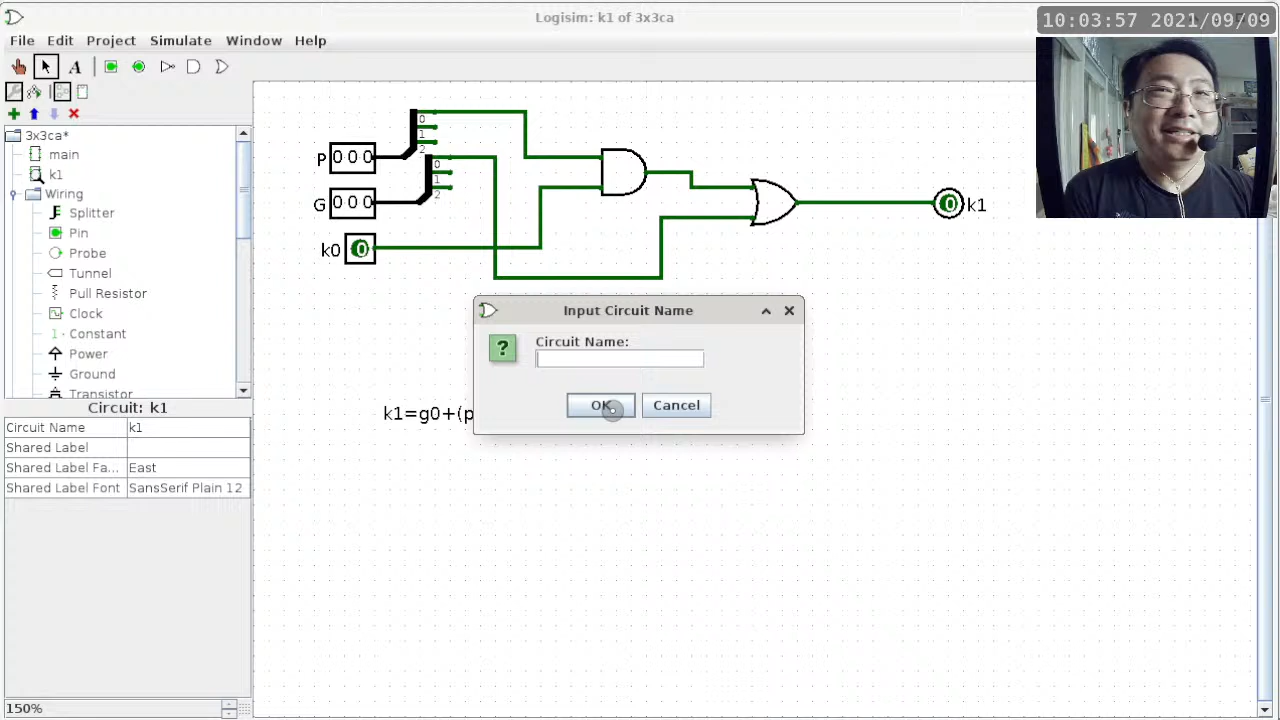 Logisim: k1 of 3x3ca
10:03:57 2021/09/09
File Edit Project Simulate Window Help
A
3x3ca*
main
k1
Wiring
Splitter
Pin
Probe
Tunnel
Pull Resistor
Clock
1 Constant
Power
Ground
Transistor
Circuit: k1
Circuit Name k1
Shared Label
Shared Label Fa... East
Shared Label Font SansSerif Plain 12
150%
0
1
2
P 0 0 0
0
1
2
G 0 0 0
k0 0
0 k1
Input Circuit Name
?
Circuit Name:
OK Cancel
k1=g0+(p